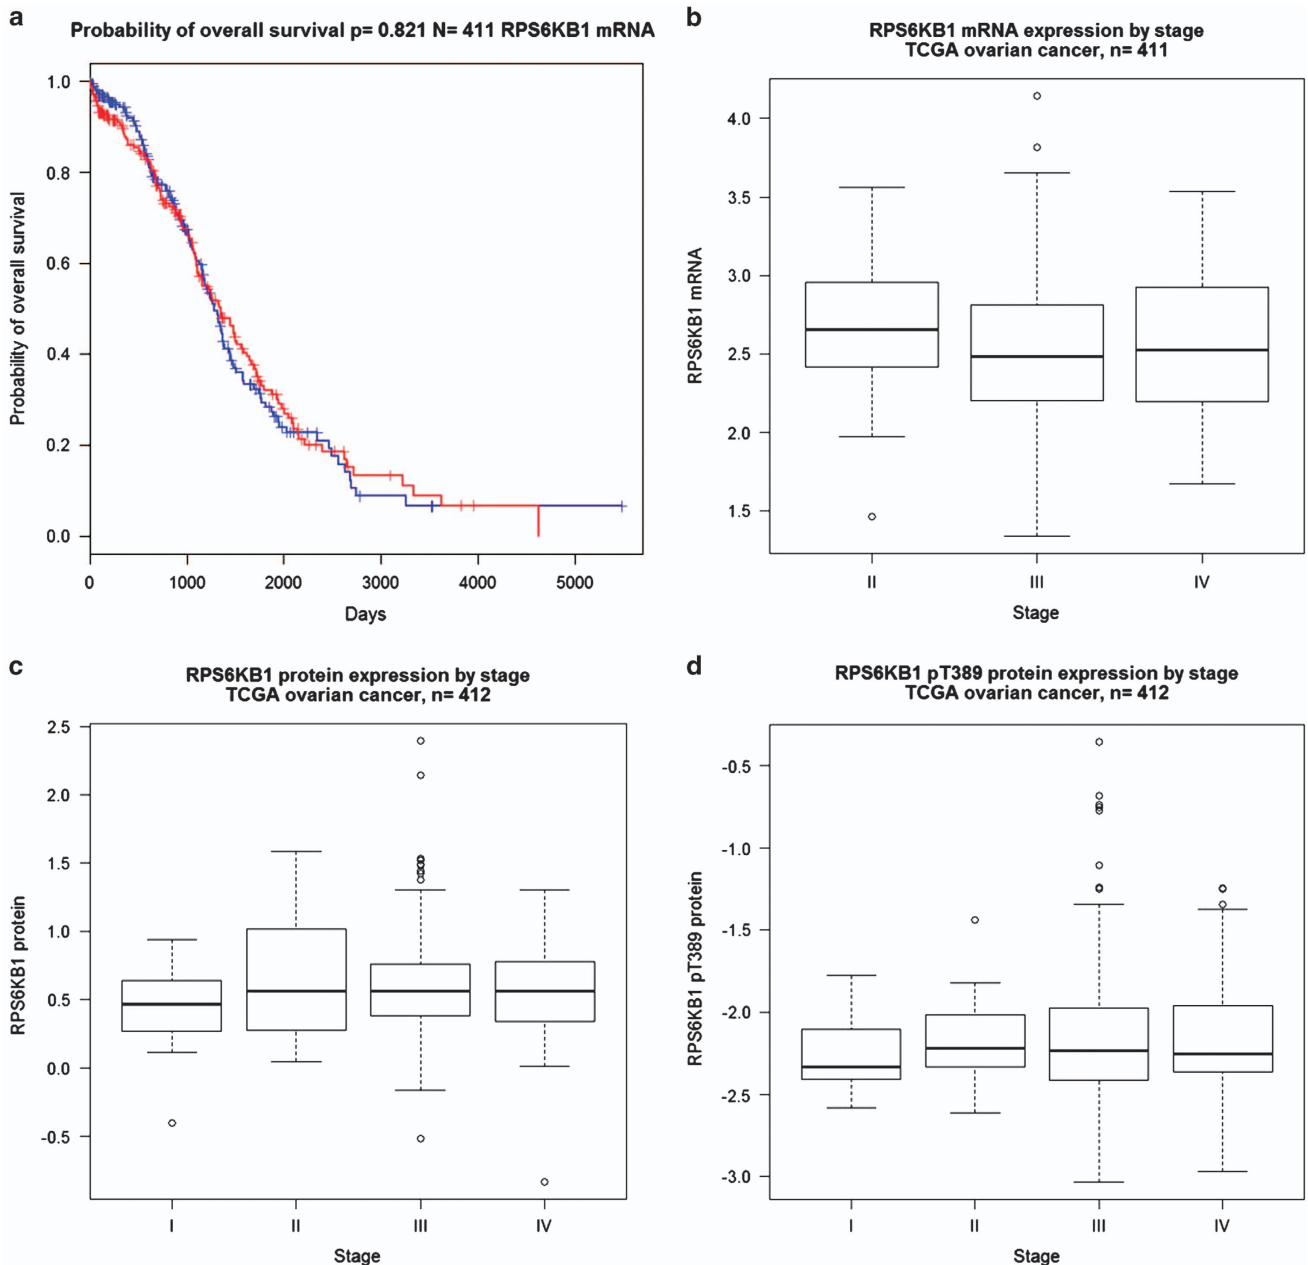 a
Probability of overall survival p= 0.821 N= 411 RPS6KB1 mRNA
Probability of overall survival
1.0
0.8
0.6
0.4
0.2
0.0
0 1000 2000 3000 4000 5000
Days
b
RPS6KB1 mRNA expression by stage
TCGA ovarian cancer, n= 411
RPS6KB1 mRNA
4.0
3.5
3.0
2.5
2.0
1.5
II III IV
Stage
c
RPS6KB1 protein expression by stage
TCGA ovarian cancer, n= 412
RPS6KB1 protein
2.5
2.0
1.5
1.0
0.5
0.0
-0.5
I II III IV
Stage
d
RPS6KB1 pT389 protein expression by stage
TCGA ovarian cancer, n= 412
RPS6KB1 pT389 protein
-0.5
-1.0
-1.5
-2.0
-2.5
-3.0
I II III IV
Stage